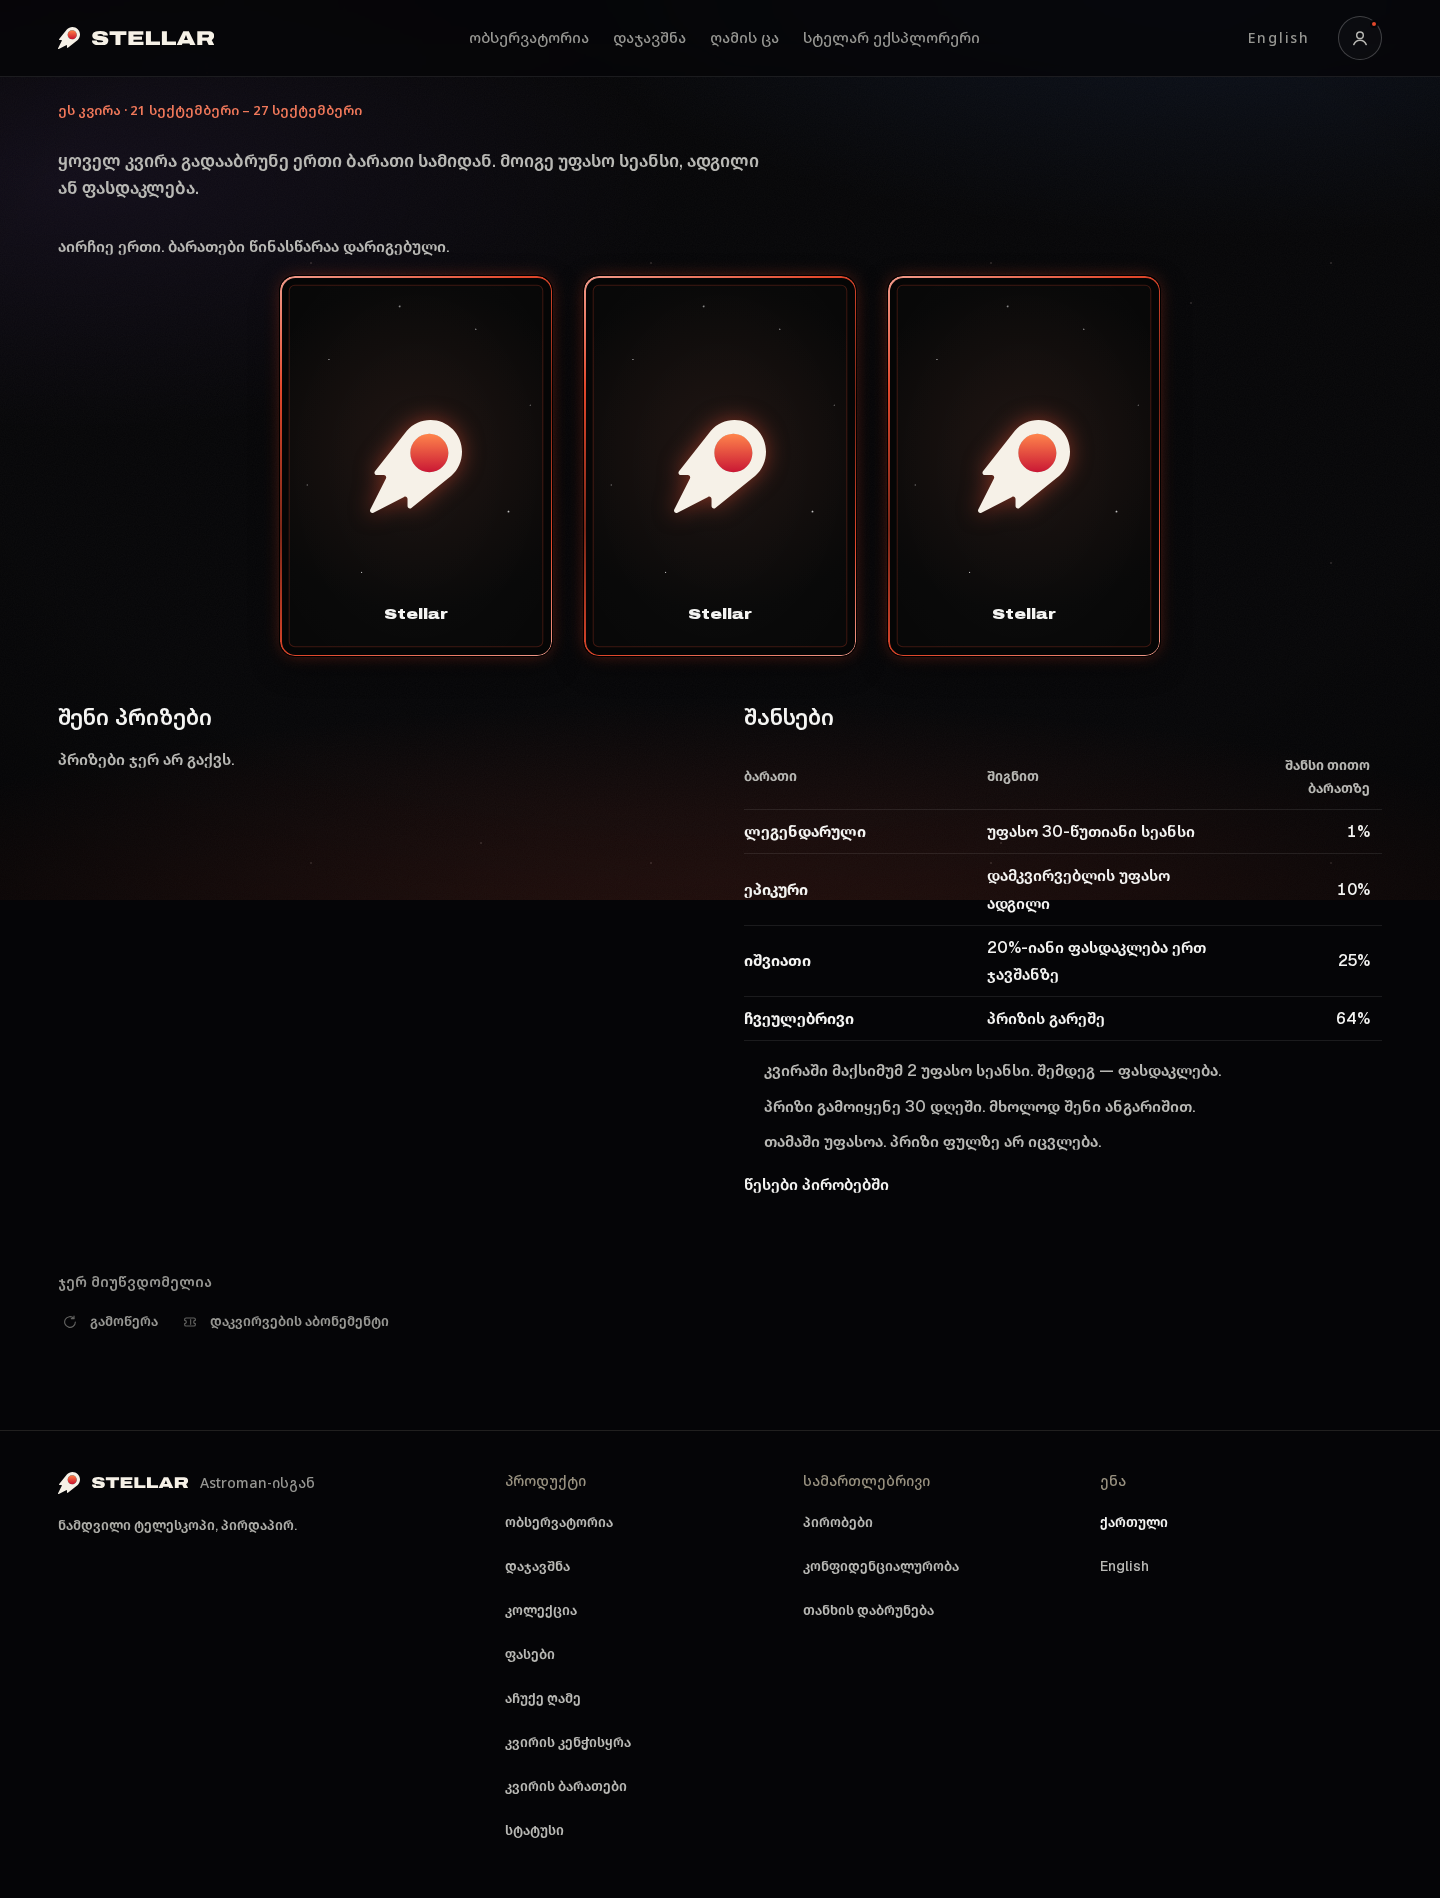 STELLAR
ობსერვატორია დაჯავშნა ღამის ცა სტელარ ექსპლორერი
English
ეს კვირა · 21 სექტემბერი – 27 სექტემბერი
ყოველ კვირა გადააბრუნე ერთი ბარათი სამიდან. მოიგე უფასო სეანსი, ადგილი
ან ფასდაკლება.
აირჩიე ერთი. ბარათები წინასწარაა დარიგებული.
Stellar Stellar Stellar
შენი პრიზები
პრიზები ჯერ არ გაქვს.
შანსები
ბარათი შიგნით შანსი თითო
ბარათზე
ლეგენდარული უფასო 30-წუთიანი სეანსი 1%
ეპიკური დამკვირვებლის უფასო
ადგილი 10%
იშვიათი 20%-იანი ფასდაკლება ერთ
ჯავშანზე 25%
ჩვეულებრივი პრიზის გარეშე 64%
კვირაში მაქსიმუმ 2 უფასო სეანსი. შემდეგ — ფასდაკლება.
პრიზი გამოიყენე 30 დღეში. მხოლოდ შენი ანგარიშით.
თამაში უფასოა. პრიზი ფულზე არ იცვლება.
წესები პირობებში
ჯერ მიუწვდომელია
გამოწერა დაკვირვების აბონემენტი
STELLAR Astroman-ისგან
ნამდვილი ტელესკოპი, პირდაპირ.
პროდუქტი
ობსერვატორია
დაჯავშნა
კოლექცია
ფასები
აჩუქე ღამე
კვირის კენჭისყრა
კვირის ბარათები
სტატუსი
სამართლებრივი
პირობები
კონფიდენციალურობა
თანხის დაბრუნება
ენა
ქართული
English